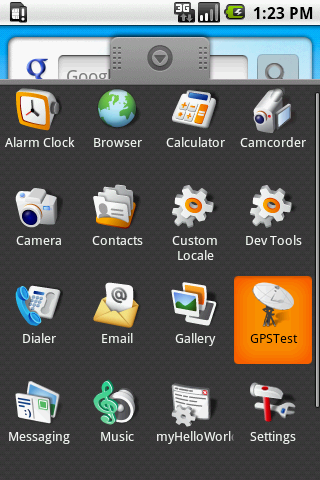 3G 1:23 PM
g Goog
Alarm Clock Browser Calculator Camcorder
Camera Contacts Custom Locale Dev Tools
Dialer Email Gallery GPSTest
Messaging Music myHelloWorl Settings